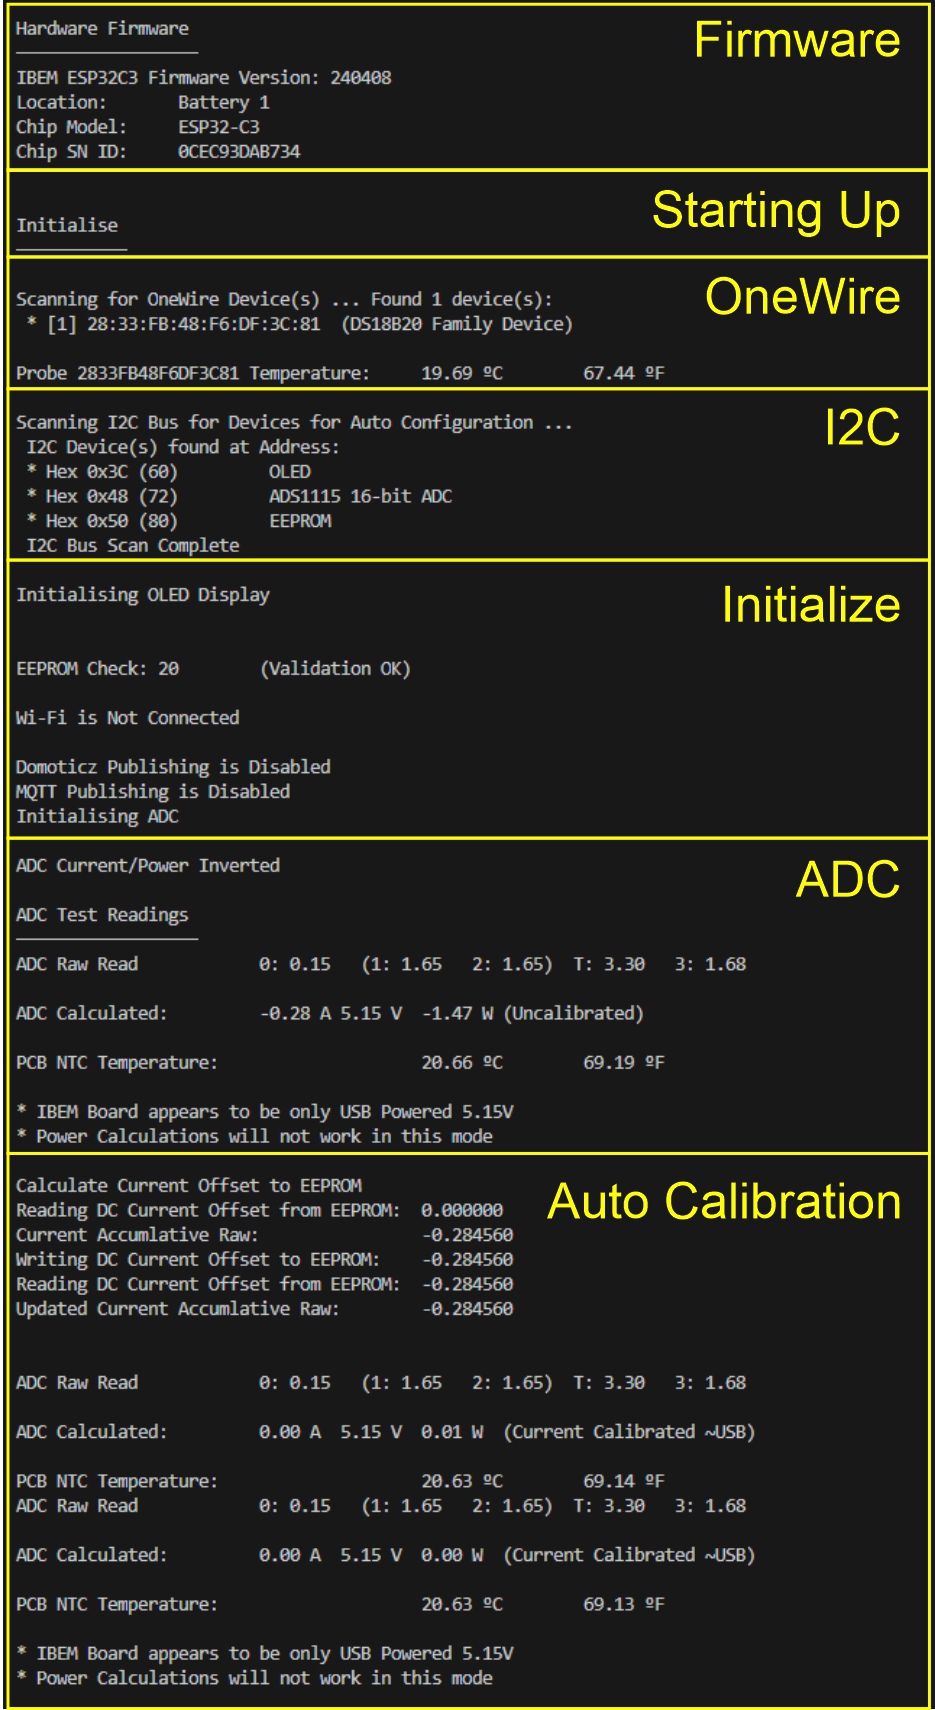 Hardware Firmware
Firmware
IBEM ESP32C3 Firmware Version: 240408
Location: Battery 1
Chip Model: ESP32-C3
Chip SN ID: 0CEC93DAB734
Starting Up
Initialise
OneWire
Scanning for OneWire Device(s) ... Found 1 device(s):
* [1] 28:33:FB:48:F6:DF:3C:81 (DS18B20 Family Device)
Probe 2833FB48F6DF3C81 Temperature: 19.69 ºC 67.44 ºF
I2C
Scanning I2C Bus for Devices for Auto Configuration ...
I2C Device(s) found at Address:
* Hex 0x3C (60) OLED
* Hex 0x48 (72) ADS1115 16-bit ADC
* Hex 0x50 (80) EEPROM
I2C Bus Scan Complete
Initialising OLED Display
Initialize
EEPROM Check: 20 (Validation OK)
Wi-Fi is Not Connected
Domoticz Publishing is Disabled
MQTT Publishing is Disabled
Initialising ADC
ADC Current/Power Inverted
ADC
ADC Test Readings
ADC Raw Read 0: 0.15 (1: 1.65 2: 1.65) T: 3.30 3: 1.68
ADC Calculated: -0.28 A 5.15 V -1.47 W (Uncalibrated)
PCB NTC Temperature: 20.66 ºC 69.19 ºF
* IBEM Board appears to be only USB Powered 5.15V
* Power Calculations will not work in this mode
Calculate Current Offset to EEPROM
Auto Calibration
Reading DC Current Offset from EEPROM: 0.000000
Current Accumlative Raw: -0.284560
Writing DC Current Offset to EEPROM: -0.284560
Reading DC Current Offset from EEPROM: -0.284560
Updated Current Accumlative Raw: -0.284560
ADC Raw Read 0: 0.15 (1: 1.65 2: 1.65) T: 3.30 3: 1.68
ADC Calculated: 0.00 A 5.15 V 0.01 W (Current Calibrated ~USB)
PCB NTC Temperature: 20.63 ºC 69.14 ºF
ADC Raw Read 0: 0.15 (1: 1.65 2: 1.65) T: 3.30 3: 1.68
ADC Calculated: 0.00 A 5.15 V 0.00 W (Current Calibrated ~USB)
PCB NTC Temperature: 20.63 ºC 69.13 ºF
* IBEM Board appears to be only USB Powered 5.15V
* Power Calculations will not work in this mode